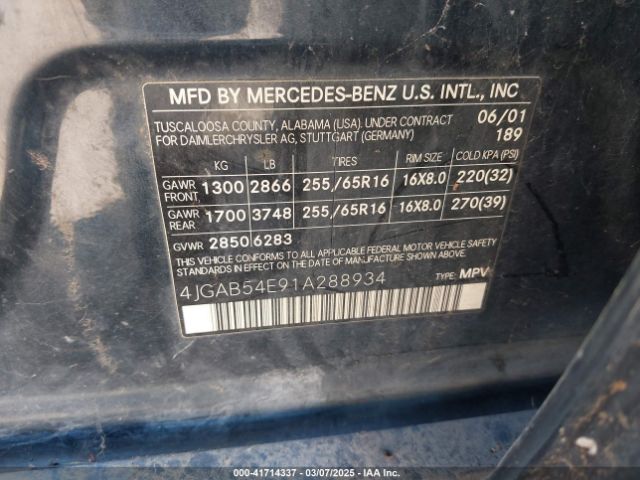 MFD BY MERCEDES-BENZ U.S. INTL., INC
TUSCALOOSA COUNTY, ALABAMA (USA). UNDER CONTRACT 06/01
FOR DAIMLERCHRYSLER AG, STUTTGART (GERMANY) 189
KG LB TIRES RIM SIZE COLD KPA (PSI)
GAWR FRONT 1300 2866 255/65R16 16X8.0 220(32)
GAWR REAR 1700 3748 255/65R16 16X8.0 270(39)
GVWR 2850 6283
THIS VEHICLE CONFORMS TO ALL APPLICABLE FEDERAL MOTOR VEHICLE SAFETY
STANDARDS IN EFFECT ON THE DATE OF MANUFACTURE SHOWN ABOVE.
4JGAB54E91A288934 TYPE: MPV
000-41714337 | 03/07/2025 | IAA Inc.